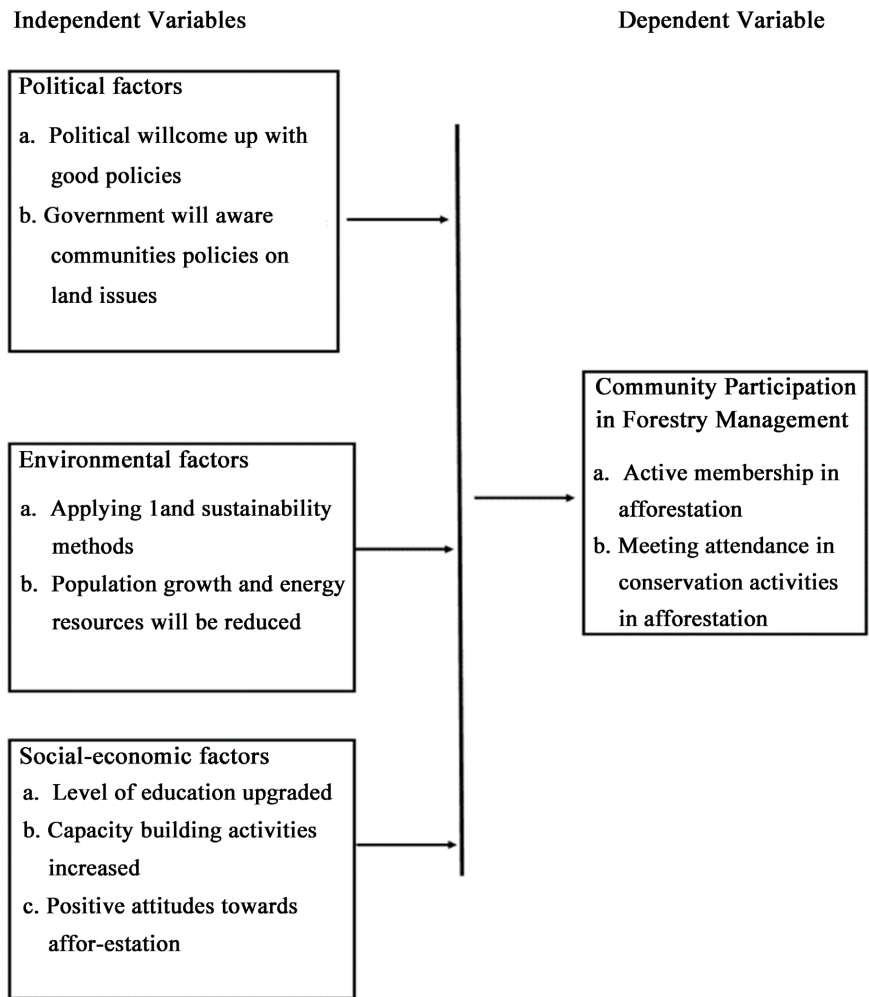 Independent Variables
Dependent Variable
Political factors
a. Political willcome up with
good policies
b. Government will aware
communities policies on
land issues
Environmental factors
a. Applying 1and sustainability
methods
b. Population growth and energy
resources will be reduced
Social-economic factors
a. Level of education upgraded
b. Capacity building activities
increased
c. Positive attitudes towards
affor-estation
Community Participation
in Forestry Management
a. Active membership in
afforestation
b. Meeting attendance in
conservation activities
in afforestation